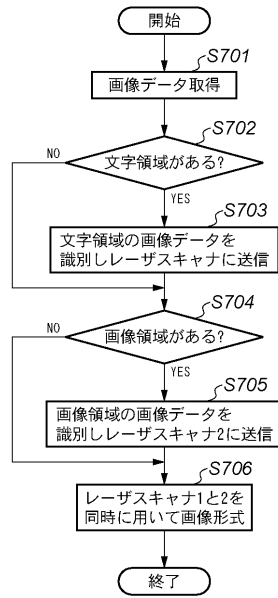 開始
S701
画像データ取得
S702
文字領域がある?
NO
YES
S703
文字領域の画像データを
識別しレーザスキャナに送信
S704
画像領域がある?
NO
YES
S705
画像領域の画像データを
識別しレーザスキャナ2に送信
S706
レーザスキャナ1と2を
同時に用いて画像形式
終了